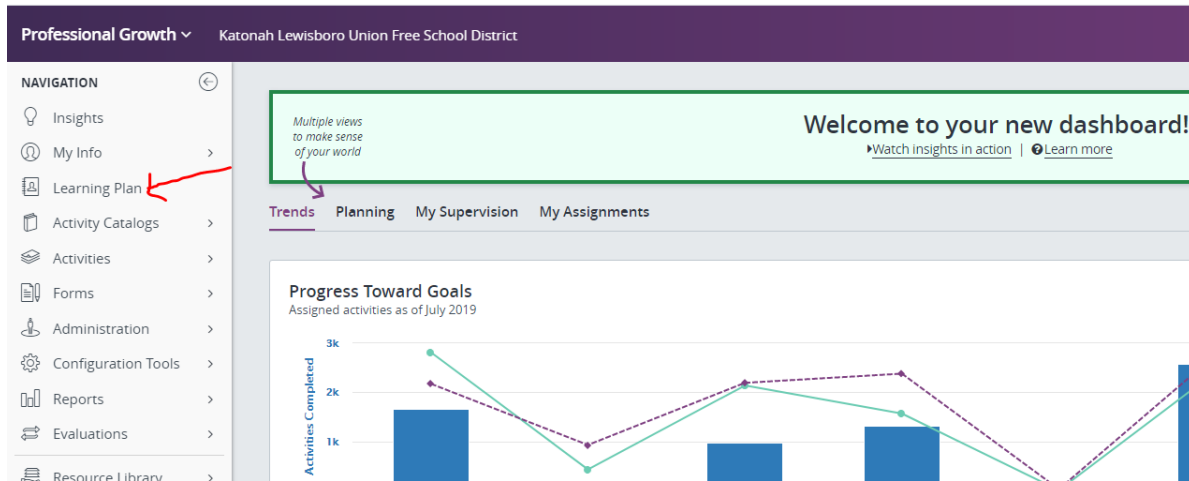 Professional Growth
Katonah Lewisboro Union Free School District
NAVIGATION
Insights
My Info
Learning Plan
Activity Catalogs
Activities
Forms
Administration
Configuration Tools
Reports
Evaluations
Resource Library
Multiple views
to make sense
of your world
Welcome to your new dashboard!
Watch insights in action | Learn more
Trends Planning My Supervision My Assignments
Progress Toward Goals
Assigned activities as of July 2019
Activities Completed
3k
2k
1k